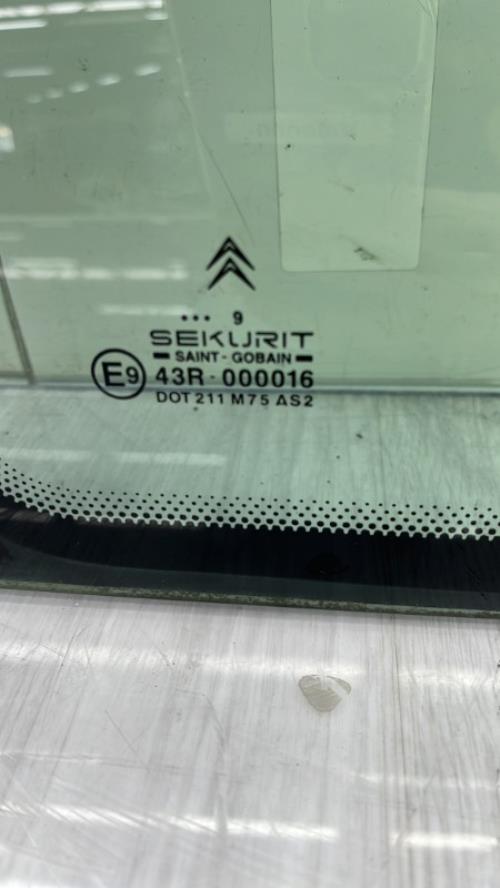 ... 9
SEKURIT
SAINT-GOBAIN
E9 43R-000016
DOT 211 M75 AS2